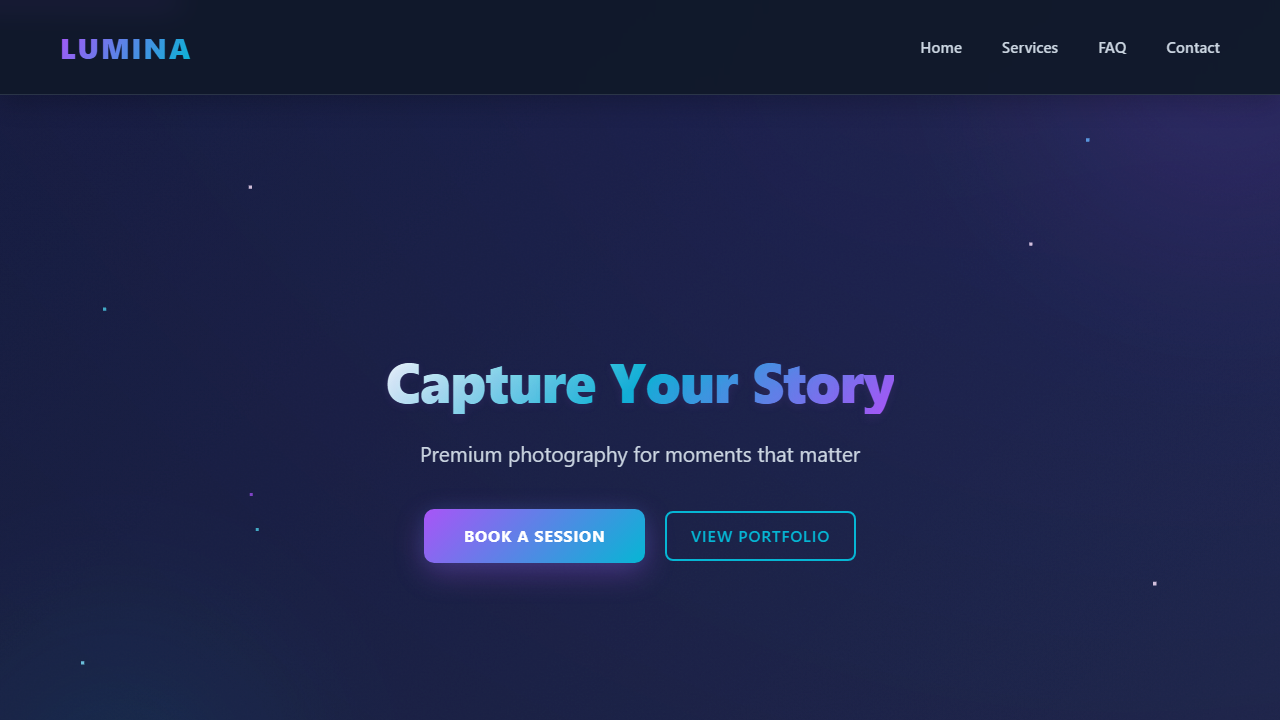 LUMINA
Home Services FAQ Contact
Capture Your Story
Premium photography for moments that matter
BOOK A SESSION VIEW PORTFOLIO